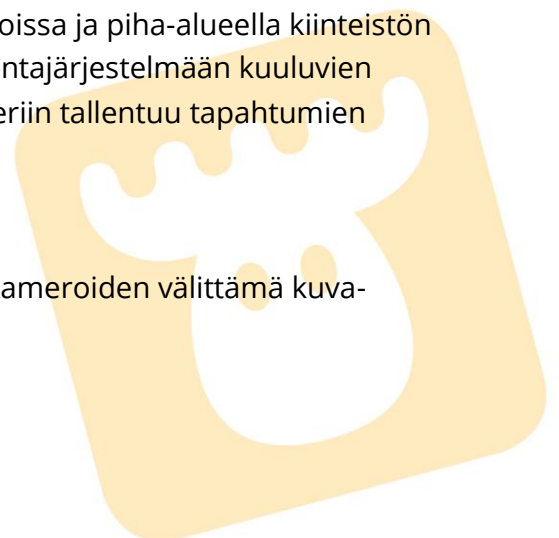 oissa ja piha-alueella kiinteistön
ntajärjestelmään kuuluvien
eriin tallentuu tapahtumien
ameroiden välittämä kuva-